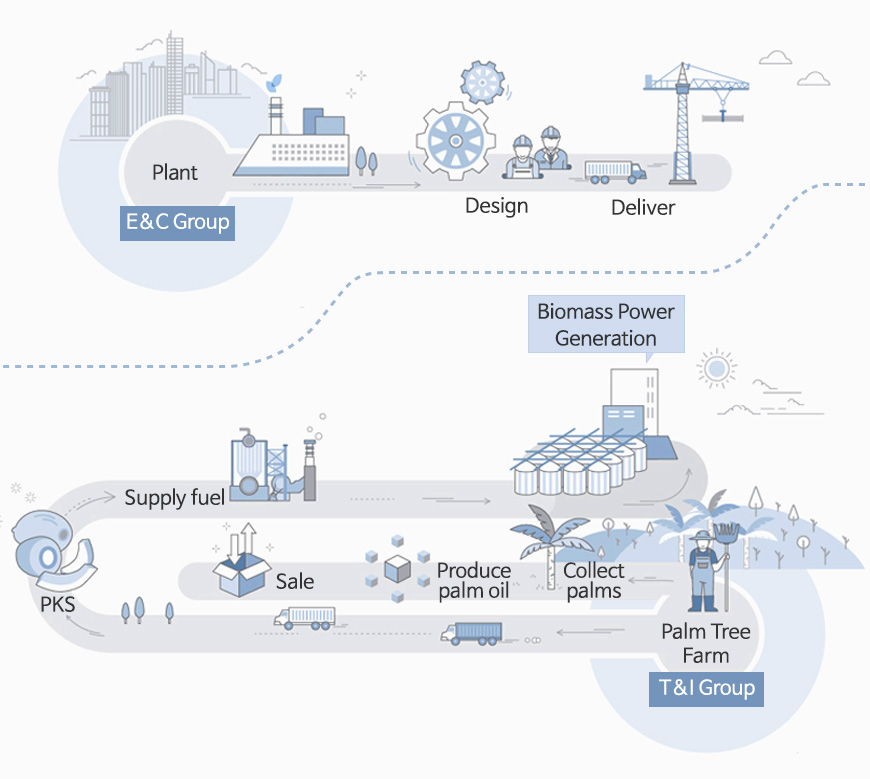 Plant
E&C Group
Design
Deliver
Biomass Power
Generation
Supply fuel
PKS
Sale
Produce
palm oil
Collect
palms
Palm Tree
Farm
T&I Group